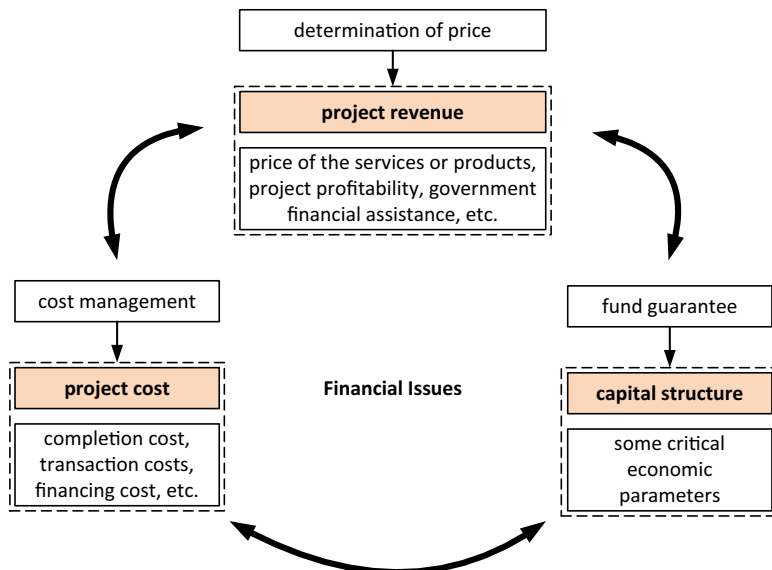 determination of price
project revenue
price of the services or products,
project profitability, government
financial assistance, etc.
cost management
project cost
completion cost,
transaction costs,
financing cost, etc.
Financial Issues
fund guarantee
capital structure
some critical
economic
parameters